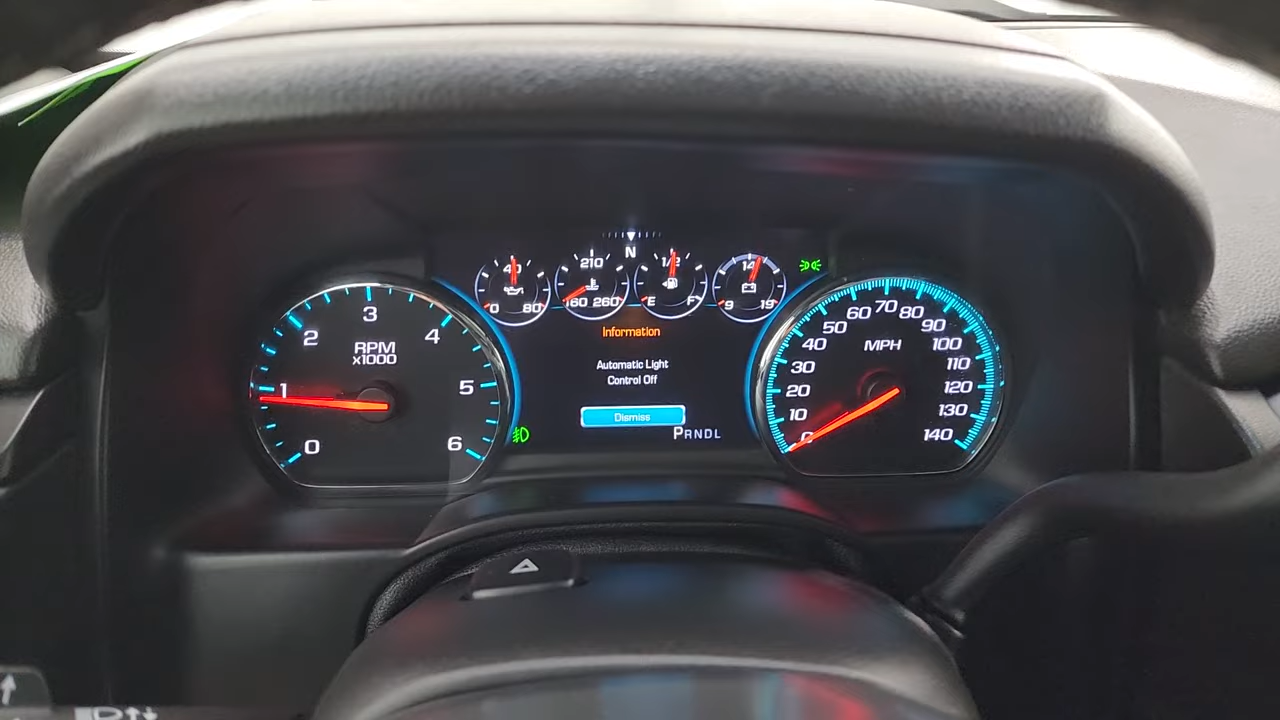 N
40
0 80
210
160 260
1/2
E F
14
9 19
Information
Automatic Light
Control Off
Dismiss
PRNDL
RPM
x1000
0
1
2
3
4
5
6
MPH
0
10
20
30
40
50
60
70
80
90
100
110
120
130
140